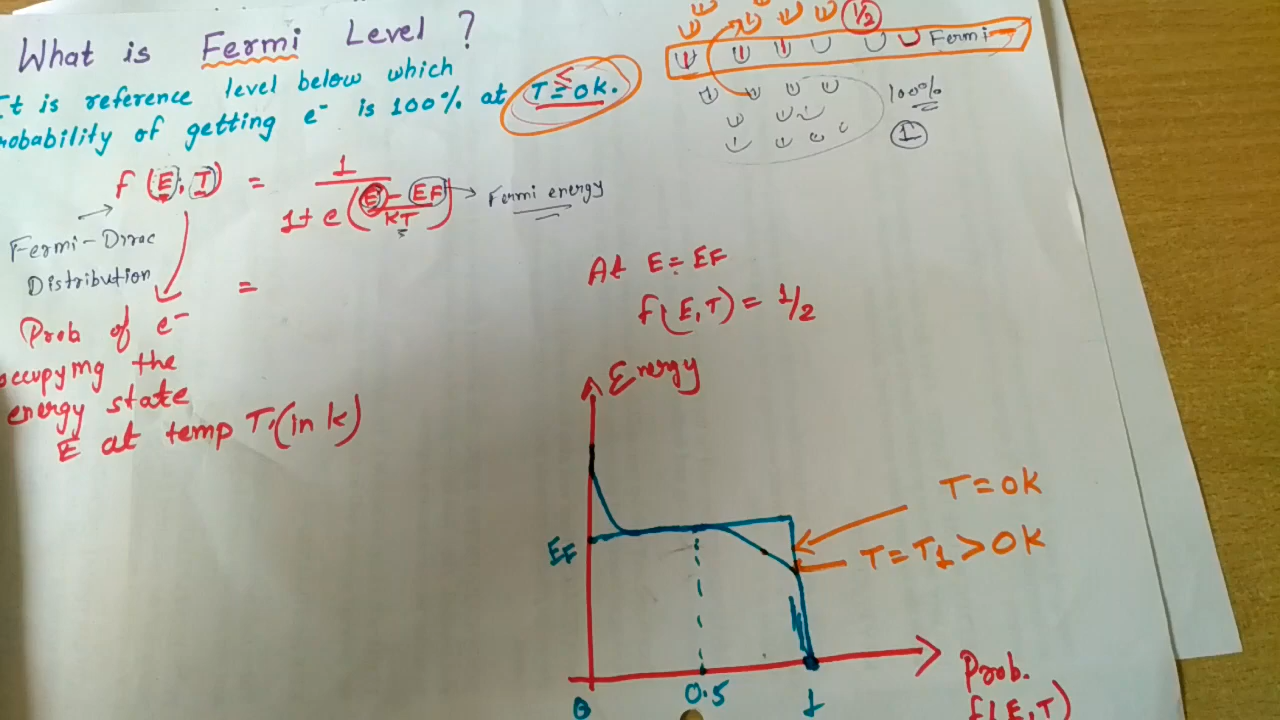 What is Fermi Level ?
It is reference level below which
probability of getting e⁻ is 100% at T = 0k.
≤
1/2
Fermi
100%
1
f (E, T) = 1 / 1+ e (E - EF / KT)
Fermi energy
Fermi-Dirac
Distribution
=
Prob of e⁻
occupying the
energy state
E at temp T. (in k)
At E = EF
f(E,T) = 1/2
Energy
T=0K
EF
T = T1 > 0K
0
0.5
1
Prob.
f(E,T)